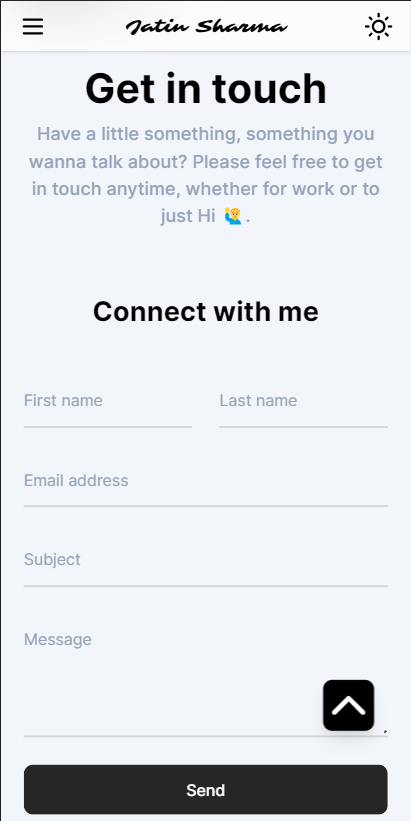 Jatin Sharma
Get in touch
Have a little something, something you
wanna talk about? Please feel free to get
in touch anytime, whether for work or to
just Hi 🙋‍♂️.
Connect with me
First name Last name
Email address
Subject
Message
Send